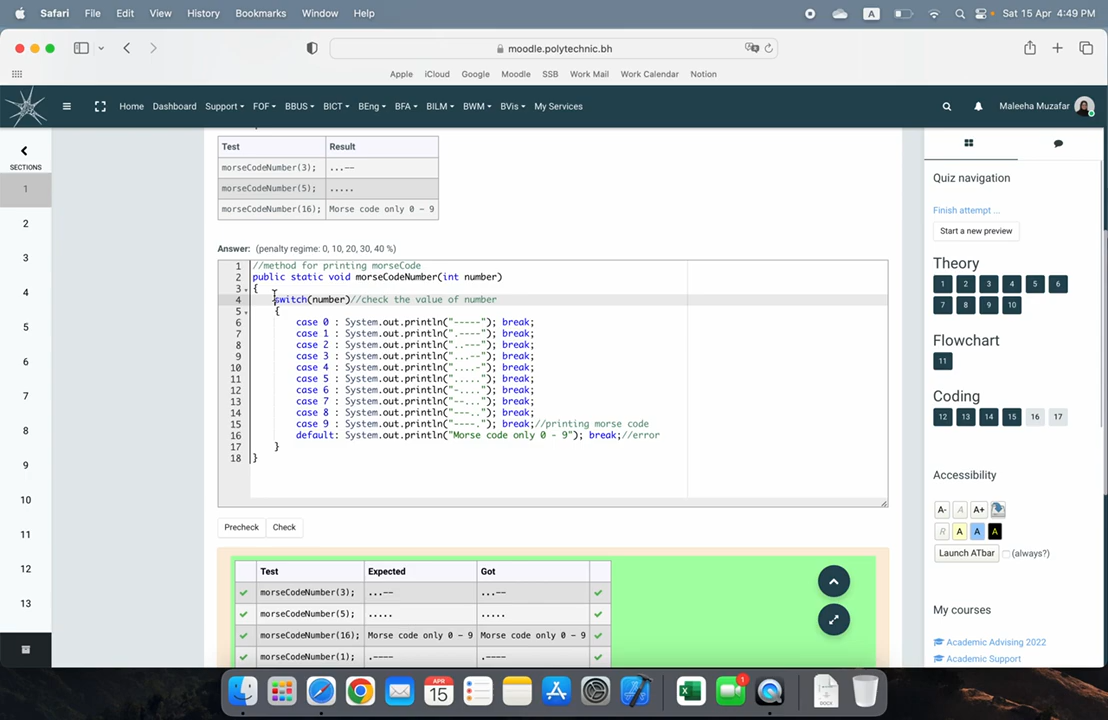 Safari File Edit View History Bookmarks Window Help
A
Sat 15 Apr 4:49 PM
moodle.polytechnic.bh
Apple iCloud Google Moodle SSB Work Mail Work Calendar Notion
Home Dashboard Support FOF BBUS BICT BEng BFA BILM BWM BVis My Services
Maleeha Muzafar
SECTIONS
1
2
3
4
5
6
7
8
9
10
11
12
13
Test Result
morseCodeNumber(3); ...--
morseCodeNumber(5); .....
morseCodeNumber(16); Morse code only 0 - 9
Answer: (penalty regime: 0, 10, 20, 30, 40 %)
1 //method for printing morseCode
2 public static void morseCodeNumber(int number)
3 {
4 switch(number)//check the value of number
5 {
6 case 0 : System.out.println("-----"); break;
7 case 1 : System.out.println(".----"); break;
8 case 2 : System.out.println("..---"); break;
9 case 3 : System.out.println("...--"); break;
10 case 4 : System.out.println("....-"); break;
11 case 5 : System.out.println("....."); break;
12 case 6 : System.out.println("-...."); break;
13 case 7 : System.out.println("--..."); break;
14 case 8 : System.out.println("---.."); break;
15 case 9 : System.out.println("----."); break;//printing morse code
16 default: System.out.println("Morse code only 0 - 9"); break;//error
17 }
18 }
Precheck Check
Test Expected Got
morseCodeNumber(3); ...-- ...--
morseCodeNumber(5); ..... .....
morseCodeNumber(16); Morse code only 0 - 9 Morse code only 0 - 9
morseCodeNumber(1); .---- .----
Quiz navigation
Finish attempt ...
Start a new preview
Theory
1 2 3 4 5 6
7 8 9 10
Flowchart
11
Coding
12 13 14 15 16 17
Accessibility
A- A A+
R A A A
Launch ATbar (always?)
My courses
Academic Advising 2022
Academic Support
APR
15
1
DOCX